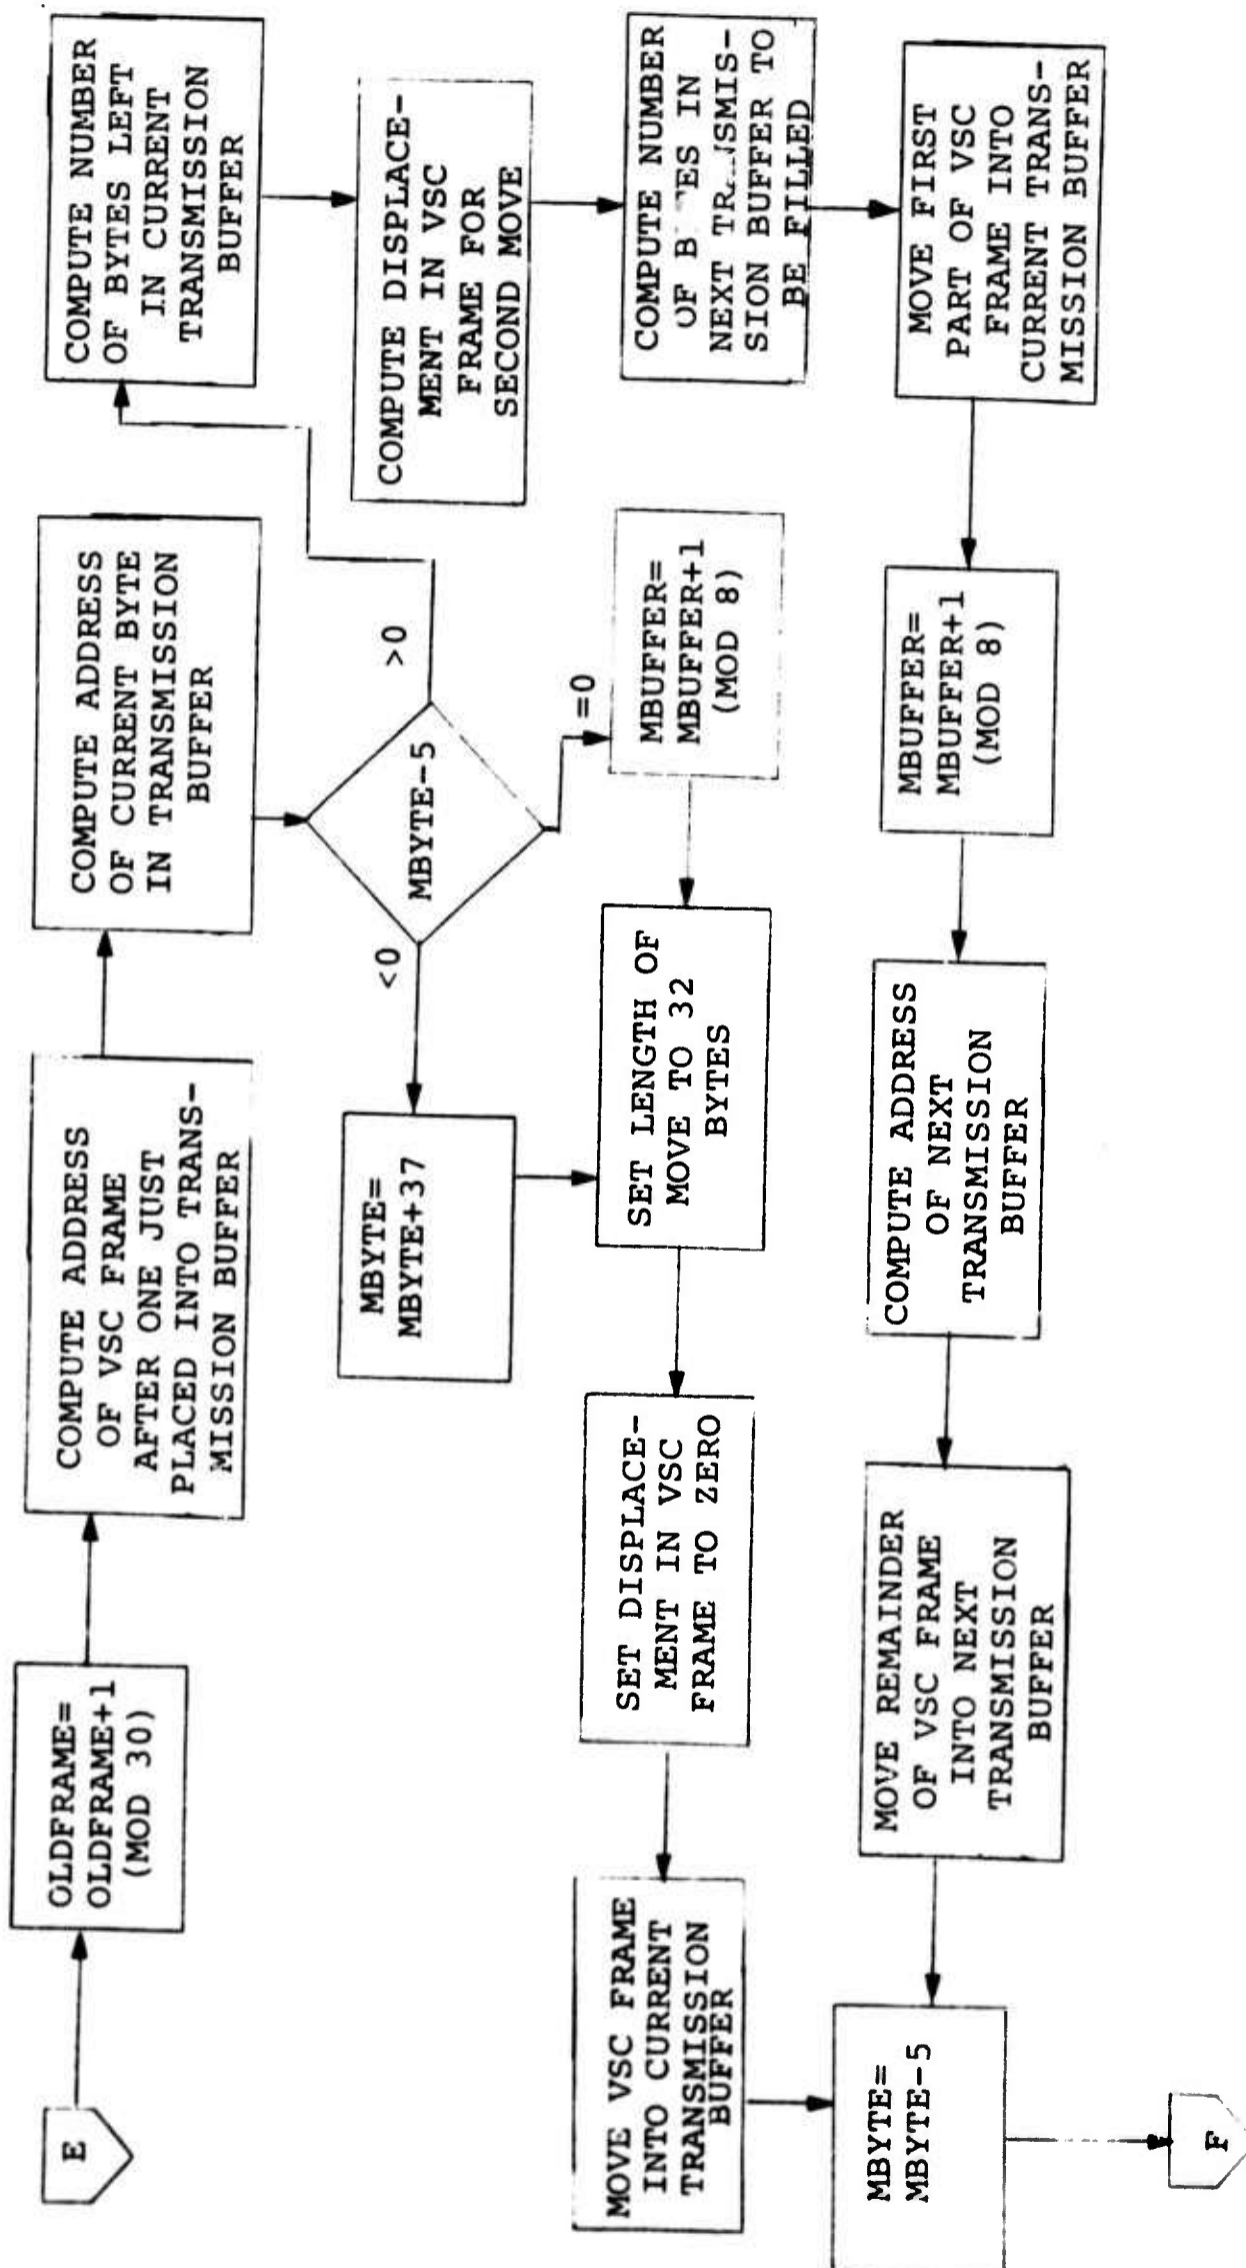 E
OLDFRAME=
OLDFRAME+1
(MOD 30)
COMPUTE ADDRESS
OF VSC FRAME
AFTER ONE JUST
PLACED INTO TRANS-
MISSION BUFFER
COMPUTE ADDRESS
OF CURRENT BYTE
IN TRANSMISSION
BUFFER
COMPUTE NUMBER
OF BYTES LEFT
IN CURRENT
TRANSMISSION
BUFFER
<0
MBYTE-5
>0
=0
MBYTE=
MBYTE+37
COMPUTE DISPLACE-
MENT IN VSC
FRAME FOR
SECOND MOVE
MOVE VSC FRAME
INTO CURRENT
TRANSMISSION
BUFFER
SET DISPLACE-
MENT IN VSC
FRAME TO ZERO
SET LENGTH OF
MOVE TO 32
BYTES
MBUFFER=
MBUFFER+1
(MOD 8)
COMPUTE NUMBER
OF IN
NEXT
SION BUFFER TO
BE FILLED
MBYTE=
MBYTE-5
MOVE REMAINDER
OF VSC FRAME
INTO NEXT
TRANSMISSION
BUFFER
COMPUTE ADDRESS
OF NEXT
TRANSMISSION
BUFFER
MBUFFER=
MBUFFER+1
(MOD 8)
MOVE FIRST
PART OF VSC
FRAME INTO
CURRENT TRANS-
MISSION BUFFER
F